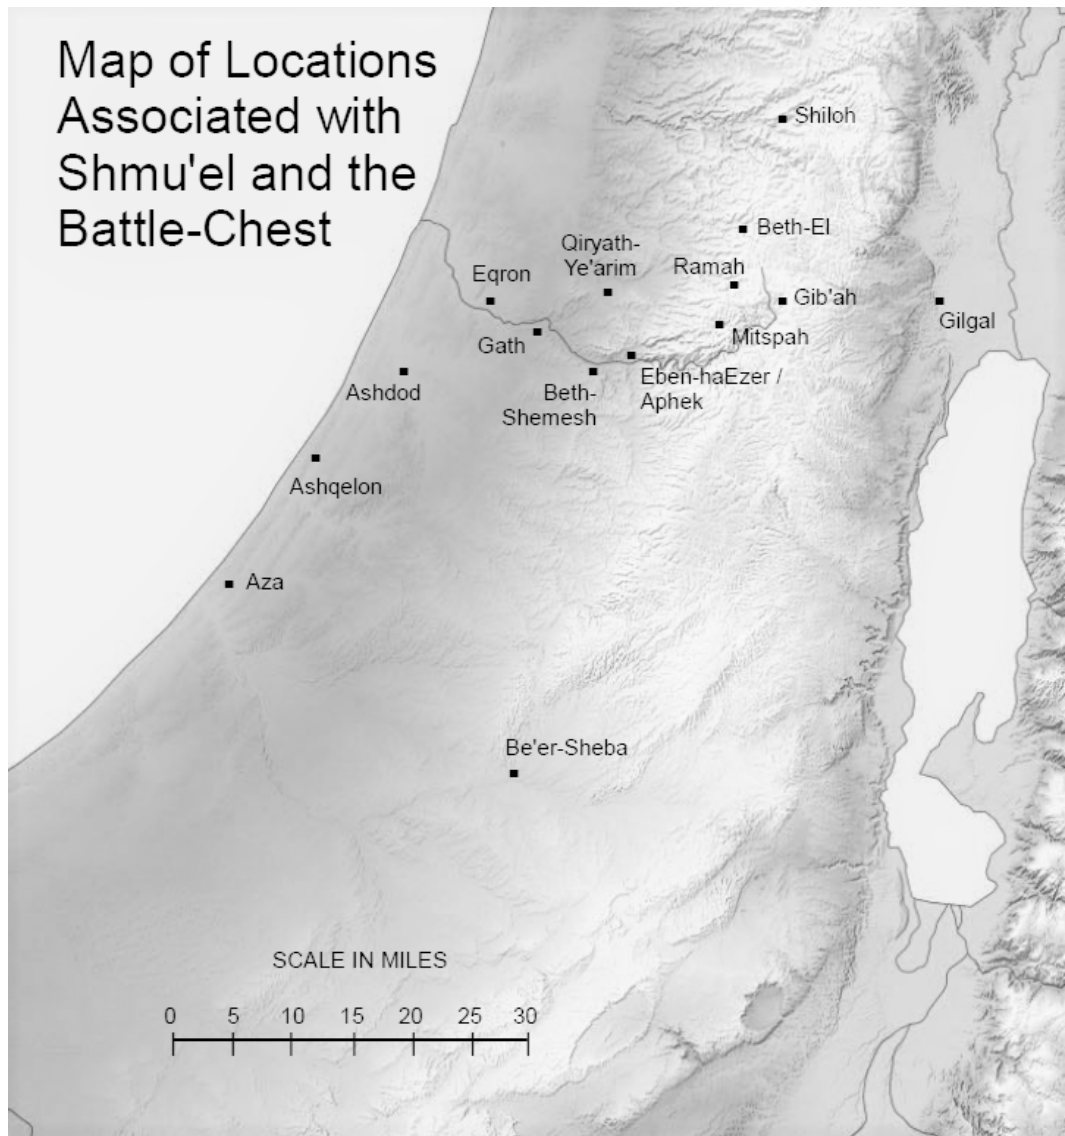 Map of Locations
Associated with
Shmu'el and the
Battle-Chest
Shiloh
Beth-El
Qiryath-
Ye'arim
Ramah
Eqron
Gib'ah
Gilgal
Mitspah
Gath
Eben-haEzer /
Aphek
Beth-
Shemesh
Ashdod
Ashqelon
Aza
Be'er-Sheba
SCALE IN MILES
0 5 10 15 20 25 30